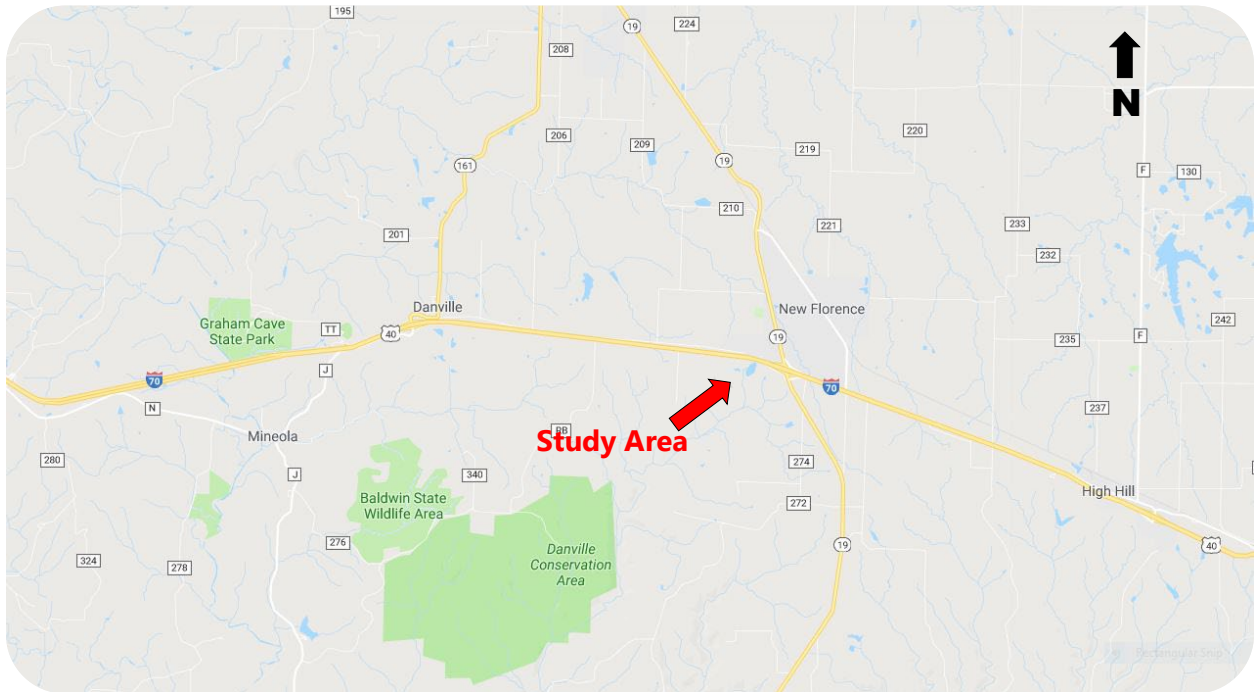 195
19
224
208
N
206
209
220
219
19
161
F
130
210
221
233
201
232
Danville
New Florence
Graham Cave
State Park
TT
40
19
242
235
F
J
70
70
N
237
Study Area
BB
Mineola
280
J
340
274
High Hill
Baldwin State
Wildlife Area
272
276
19
40
Danville
Conservation
Area
324
278
Rectangular Snip